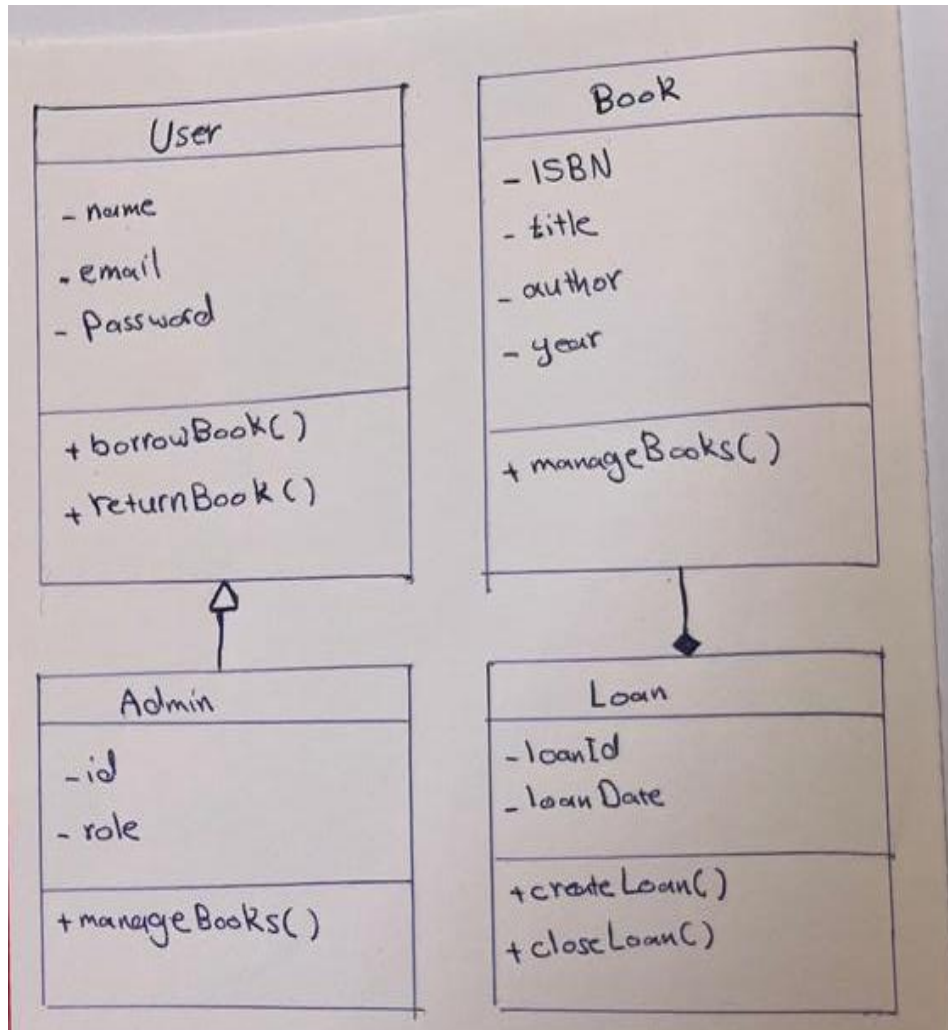 User
- name
- email
- Password
+ borrowBook()
+ returnBook()
Book
- ISBN
- title
- author
- year
+ manageBooks()
Admin
- id
- role
+ manageBooks()
Loan
- loanId
- loanDate
+ createLoan()
+ closeLoan()